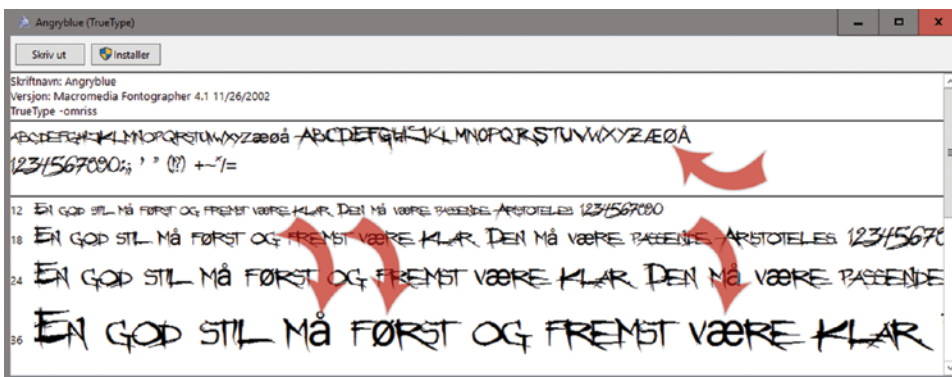 Angryblue (TrueType)
Skriv ut Installer
Skriftnavn: Angryblue
Versjon: Macromedia Fontographer 4.1 11/26/2002
TrueType -omriss
ABCDEFGHIJKLMNOPQRSTUVWXYZæøå ABCDEFGHIJKLMNOPQRSTUVWXYZÆØÅ
1234567890:; ' " (!?) +-~*/=
12 EN GOD STIL Må FØRST OG FREMST VæRE KLAR. DEN Må VæRE PASSENDE. ARISTOTELES 1234567890
18 EN GOD STIL Må FØRST OG FREMST VæRE KLAR. DEN Må VæRE PASSENDE. ARISTOTELES 123456789
24 EN GOD STIL Må FØRST OG FREMST VæRE KLAR. DEN Må VæRE PASSENDE
36 EN GOD STIL Må FØRST OG FREMST VæRE KLAR